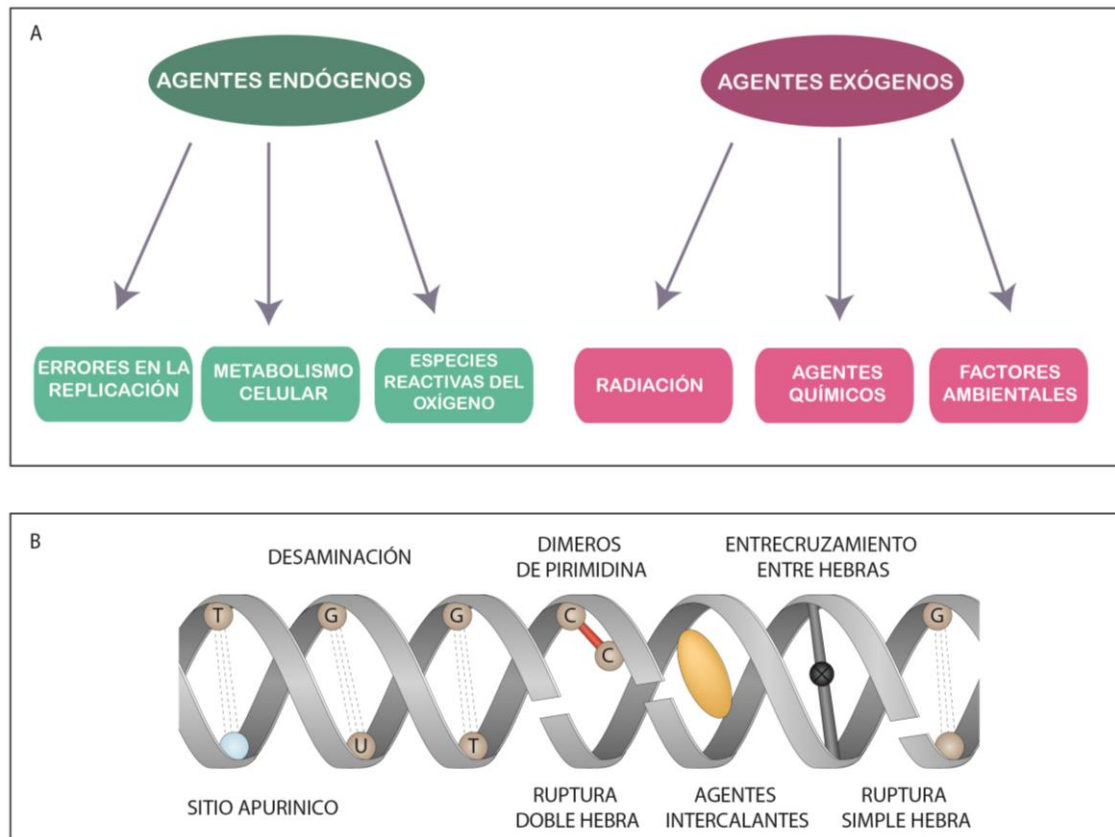 A
AGENTES ENDÓGENOS
AGENTES EXÓGENOS
ERRORES EN LA
REPLICACIÓN
METABOLISMO
CELULAR
ESPECIES
REACTIVAS DEL
OXÍGENO
RADIACIÓN
AGENTES
QUÍMICOS
FACTORES
AMBIENTALES
B
DESAMINACIÓN
DIMEROS
DE PIRIMIDINA
ENTRECRUZAMIENTO
ENTRE HEBRAS
T
G
G
C
C
G
U
T
SITIO APURINICO
RUPTURA
DOBLE HEBRA
AGENTES
INTERCALANTES
RUPTURA
SIMPLE HEBRA